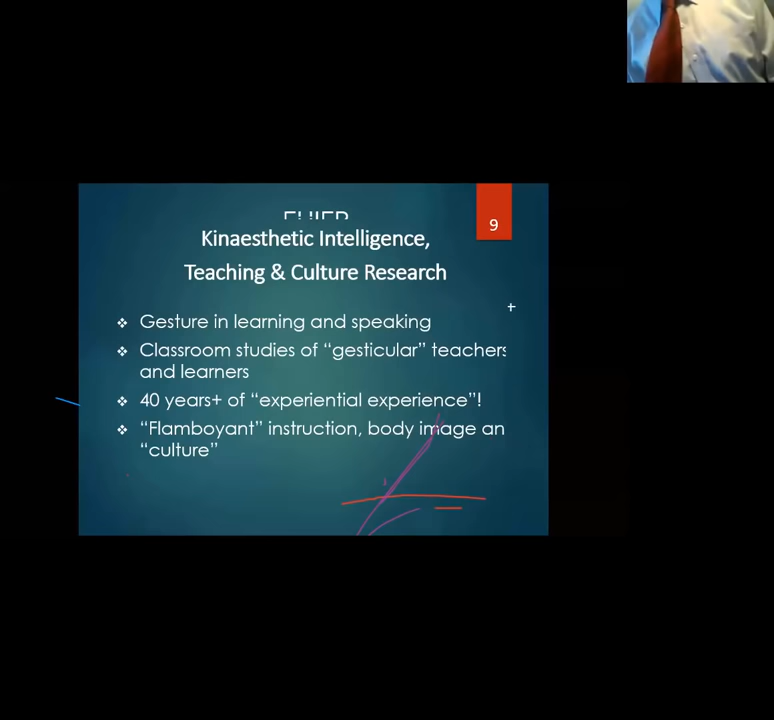 9
Kinaesthetic Intelligence,
Teaching & Culture Research
❖ Gesture in learning and speaking
❖ Classroom studies of “gesticular” teachers
and learners
❖ 40 years+ of “experiential experience”!
❖ “Flamboyant” instruction, body image an
“culture”